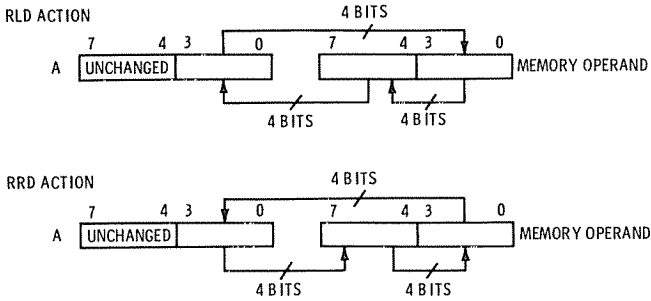 RLD ACTION
4 BITS
7 4 3 0 7 4 3 0
A UNCHANGED MEMORY OPERAND
4 BITS 4 BITS
RRD ACTION
4 BITS
7 4 3 0 7 4 3 0
A UNCHANGED MEMORY OPERAND
4 BITS 4 BITS